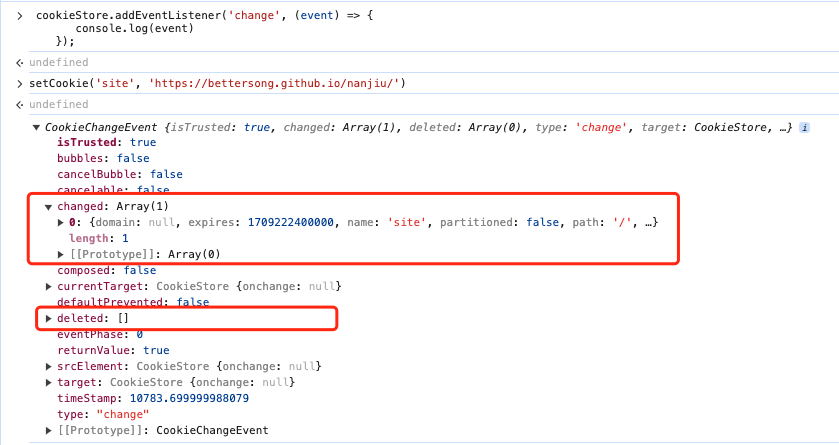 > cookieStore.addEventListener('change', (event) => {
console.log(event)
});
<· undefined
> setCookie('site', 'https://bettersong.github.io/nanjiu/')
<· undefined
▼ CookieChangeEvent {isTrusted: true, changed: Array(1), deleted: Array(0), type: 'change', target: CookieStore, …} i
isTrusted: true
bubbles: false
cancelBubble: false
cancelable: false
▼ changed: Array(1)
▶ 0: {domain: null, expires: 1709222400000, name: 'site', partitioned: false, path: '/', …}
length: 1
▶ [[Prototype]]: Array(0)
composed: false
▶ currentTarget: CookieStore {onchange: null}
defaultPrevented: false
▶ deleted: []
eventPhase: 0
returnValue: true
▶ srcElement: CookieStore {onchange: null}
▶ target: CookieStore {onchange: null}
timeStamp: 10783.699999988079
type: "change"
▶ [[Prototype]]: CookieChangeEvent